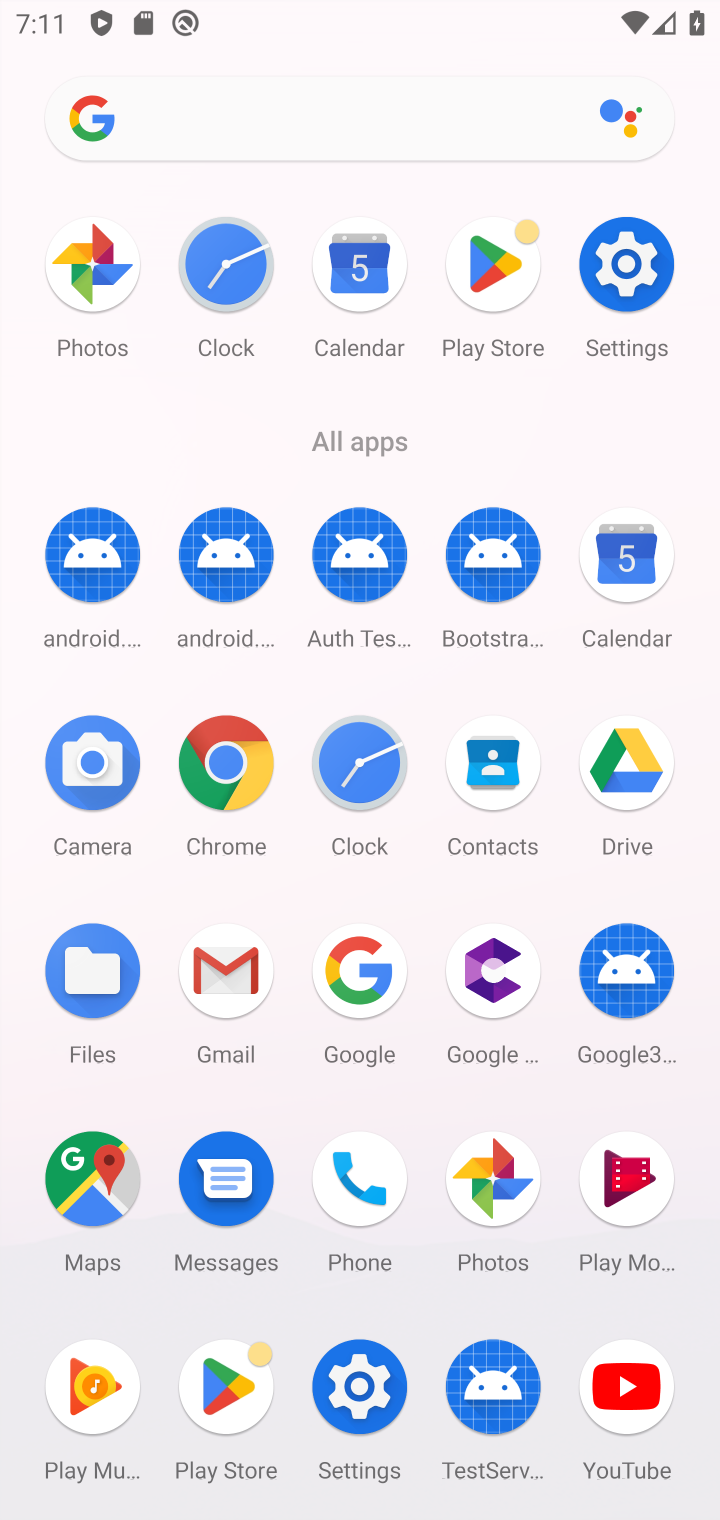 7:11
Photos Clock Calendar Play Store Settings
All apps
android.... android.... Auth Tes... Bootstra... Calendar
Camera Chrome Clock Contacts Drive
Files Gmail Google Google ... Google3...
Maps Messages Phone Photos Play Mo...
Play Mu... Play Store Settings TestServ... YouTube